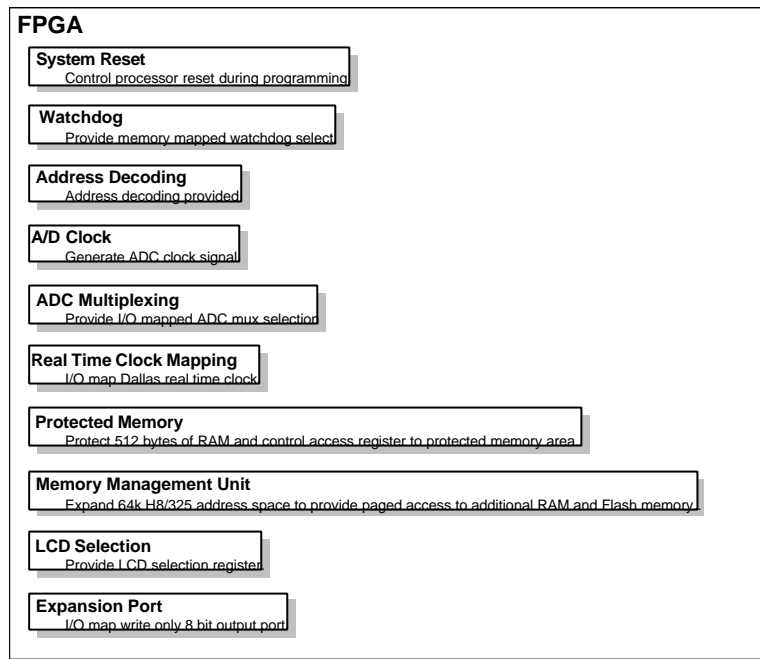 FPGA
System Reset
Control processor reset during programming.
Watchdog
Provide memory mapped watchdog select.
Address Decoding
Address decoding provided.
A/D Clock
Generate ADC clock signal.
ADC Multiplexing
Provide I/O mapped ADC mux selection.
Real Time Clock Mapping
I/O map Dallas real time clock.
Protected Memory
Protect 512 bytes of RAM and control access register to protected memory area.
Memory Management Unit
Expand 64k H8/325 address space to provide paged access to additional RAM and Flash memory.
LCD Selection
Provide LCD selection register.
Expansion Port
I/O map write only 8 bit output port.